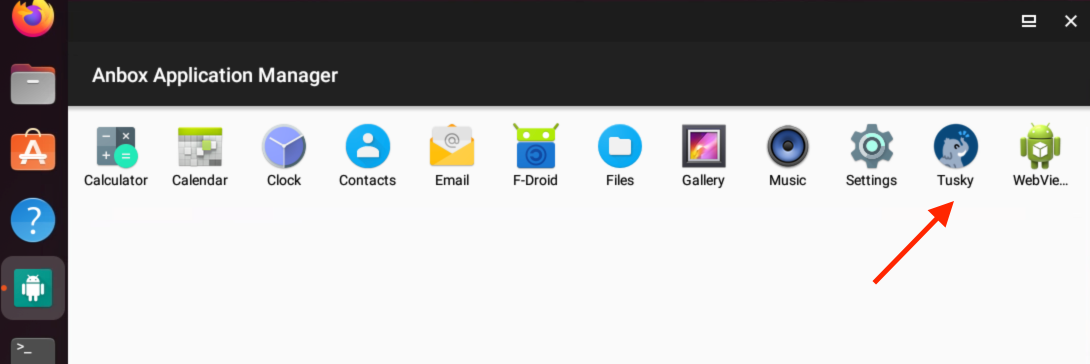 Anbox Application Manager
Calculator Calendar Clock Contacts Email F-Droid Files Gallery Music Settings Tusky WebVie...
?
>_